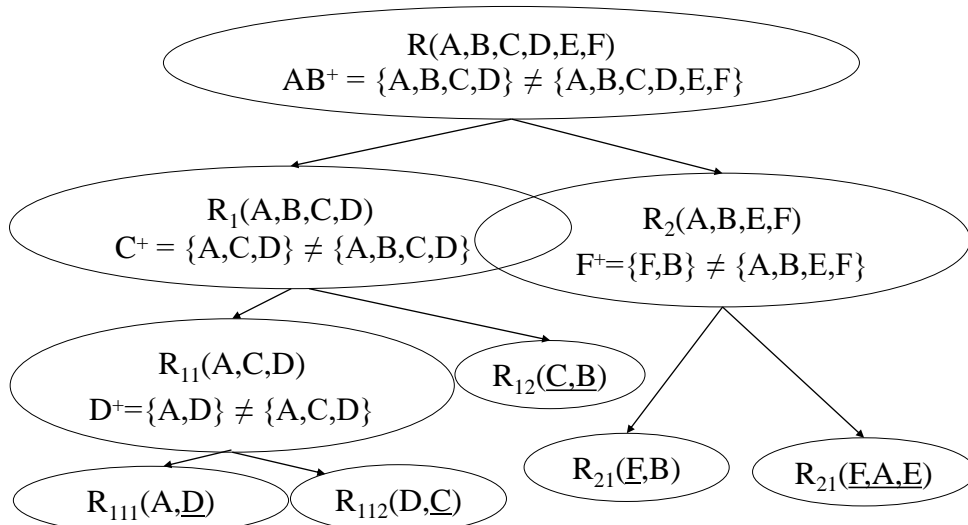 R(A,B,C,D,E,F)
AB⁺ = {A,B,C,D} ≠ {A,B,C,D,E,F}
R₁(A,B,C,D)
C⁺ = {A,C,D} ≠ {A,B,C,D}
R₂(A,B,E,F)
F⁺={F,B} ≠ {A,B,E,F}
R₁₁(A,C,D)
D⁺={A,D} ≠ {A,C,D}
R₁₂(C,B)
R₂₁(F,B)
R₂₁(F,A,E)
R₁₁₁(A,D)
R₁₁₂(D,C)